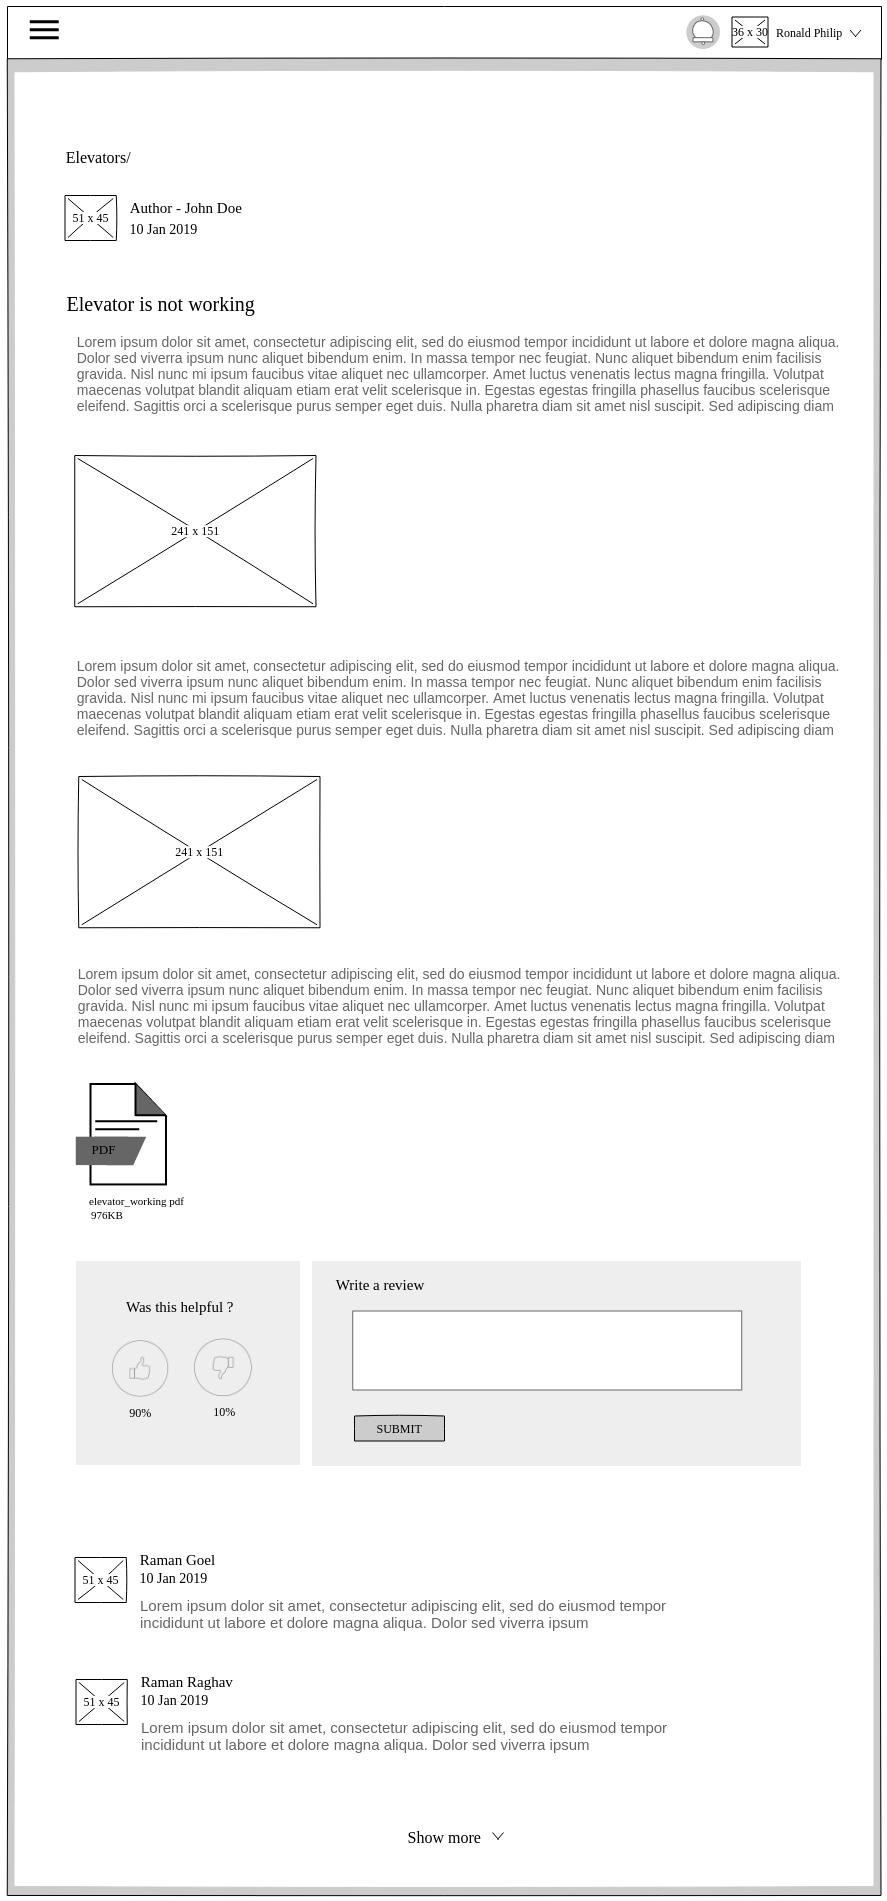 36 x 30 Ronald Philip
Elevators/
51 x 45
Author - John Doe
10 Jan 2019
Elevator is not working
Lorem ipsum dolor sit amet, consectetur adipiscing elit, sed do eiusmod tempor incididunt ut labore et dolore magna aliqua.
Dolor sed viverra ipsum nunc aliquet bibendum enim. In massa tempor nec feugiat. Nunc aliquet bibendum enim facilisis
gravida. Nisl nunc mi ipsum faucibus vitae aliquet nec ullamcorper. Amet luctus venenatis lectus magna fringilla. Volutpat
maecenas volutpat blandit aliquam etiam erat velit scelerisque in. Egestas egestas fringilla phasellus faucibus scelerisque
eleifend. Sagittis orci a scelerisque purus semper eget duis. Nulla pharetra diam sit amet nisl suscipit. Sed adipiscing diam
241 x 151
Lorem ipsum dolor sit amet, consectetur adipiscing elit, sed do eiusmod tempor incididunt ut labore et dolore magna aliqua.
Dolor sed viverra ipsum nunc aliquet bibendum enim. In massa tempor nec feugiat. Nunc aliquet bibendum enim facilisis
gravida. Nisl nunc mi ipsum faucibus vitae aliquet nec ullamcorper. Amet luctus venenatis lectus magna fringilla. Volutpat
maecenas volutpat blandit aliquam etiam erat velit scelerisque in. Egestas egestas fringilla phasellus faucibus scelerisque
eleifend. Sagittis orci a scelerisque purus semper eget duis. Nulla pharetra diam sit amet nisl suscipit. Sed adipiscing diam
241 x 151
Lorem ipsum dolor sit amet, consectetur adipiscing elit, sed do eiusmod tempor incididunt ut labore et dolore magna aliqua.
Dolor sed viverra ipsum nunc aliquet bibendum enim. In massa tempor nec feugiat. Nunc aliquet bibendum enim facilisis
gravida. Nisl nunc mi ipsum faucibus vitae aliquet nec ullamcorper. Amet luctus venenatis lectus magna fringilla. Volutpat
maecenas volutpat blandit aliquam etiam erat velit scelerisque in. Egestas egestas fringilla phasellus faucibus scelerisque
eleifend. Sagittis orci a scelerisque purus semper eget duis. Nulla pharetra diam sit amet nisl suscipit. Sed adipiscing diam
PDF
elevator_working pdf
976KB
Was this helpful ?
90% 10%
Write a review
SUBMIT
51 x 45
Raman Goel
10 Jan 2019
Lorem ipsum dolor sit amet, consectetur adipiscing elit, sed do eiusmod tempor
incididunt ut labore et dolore magna aliqua. Dolor sed viverra ipsum
51 x 45
Raman Raghav
10 Jan 2019
Lorem ipsum dolor sit amet, consectetur adipiscing elit, sed do eiusmod tempor
incididunt ut labore et dolore magna aliqua. Dolor sed viverra ipsum
Show more